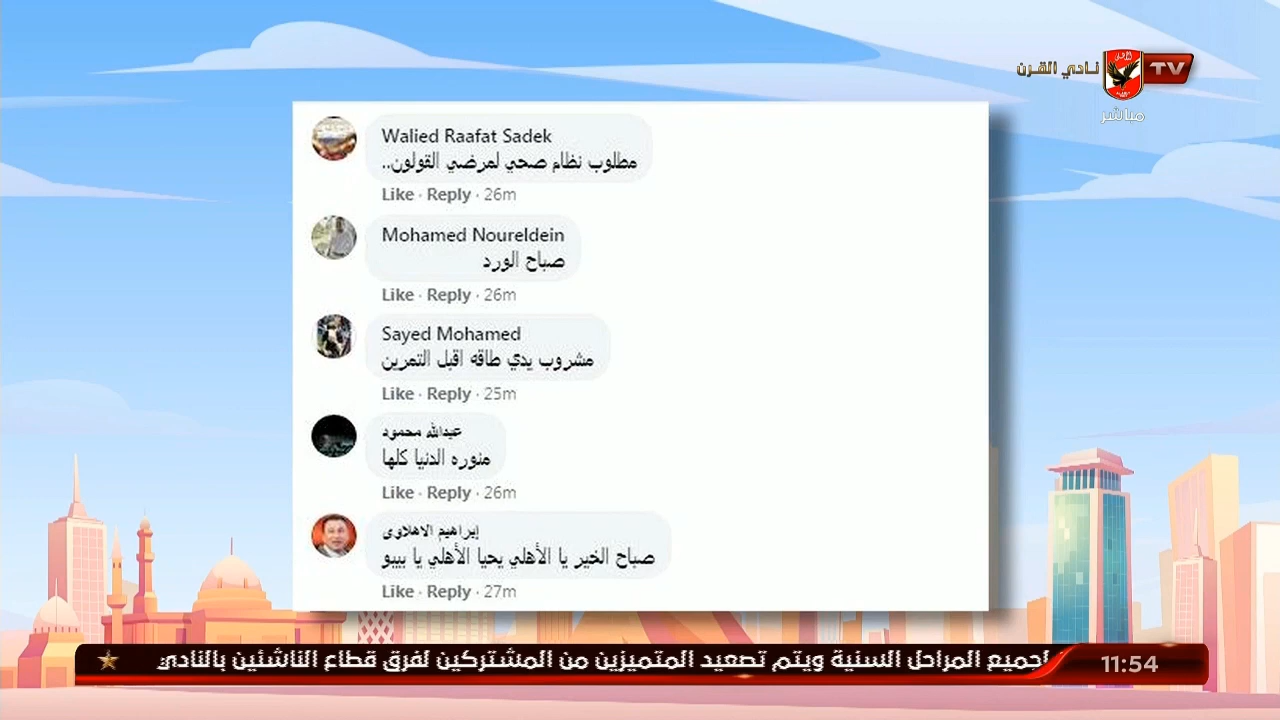 نادي القرن
TV
مباشر
Walied Raafat Sadek
مطلوب نظام صحي لمرضي القولون..
Like · Reply · 26m
Mohamed Noureldein
صباح الورد
Like · Reply · 26m
Sayed Mohamed
مشروب يدي طاقه اقبل التمرين
Like · Reply · 25m
عبدالله محمود
منوره الدنيا كلها
Like · Reply · 26m
إبراهيم الاهلاوى
صباح الخير يا الأهلي يحيا الأهلي يا بيبو
Like · Reply · 27m
لجميع المراحل السنية ويتم تصعيد المتميزين من المشتركين لفرق قطاع الناشئين بالنادي
11:54